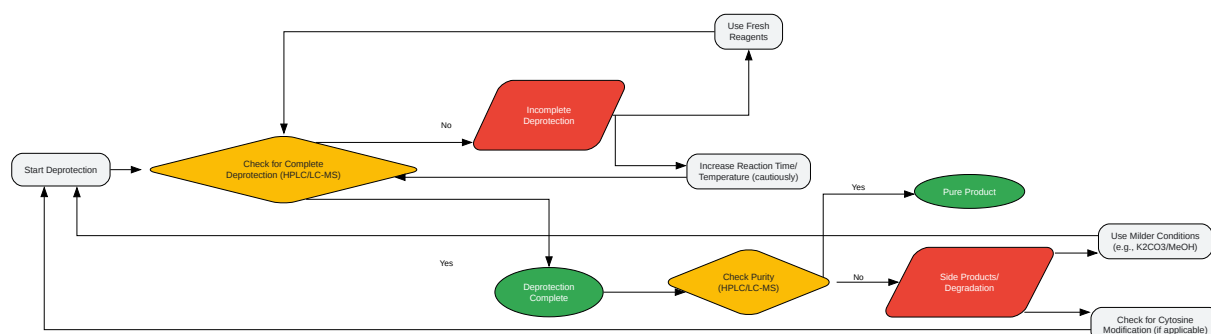 Use Fresh
Reagents
Incomplete
Deprotection
No
Check for Complete
Deprotection (HPLC/LC-MS)
Start Deprotection
Increase Reaction Time/
Temperature (cautiously)
Yes
Pure Product
Use Milder Conditions
(e.g., K2CO3/MeOH)
Yes
Deprotection
Complete
Check Purity
(HPLC/LC-MS)
No
Side Products/
Degradation
Check for Cytosine
Modification (if applicable)